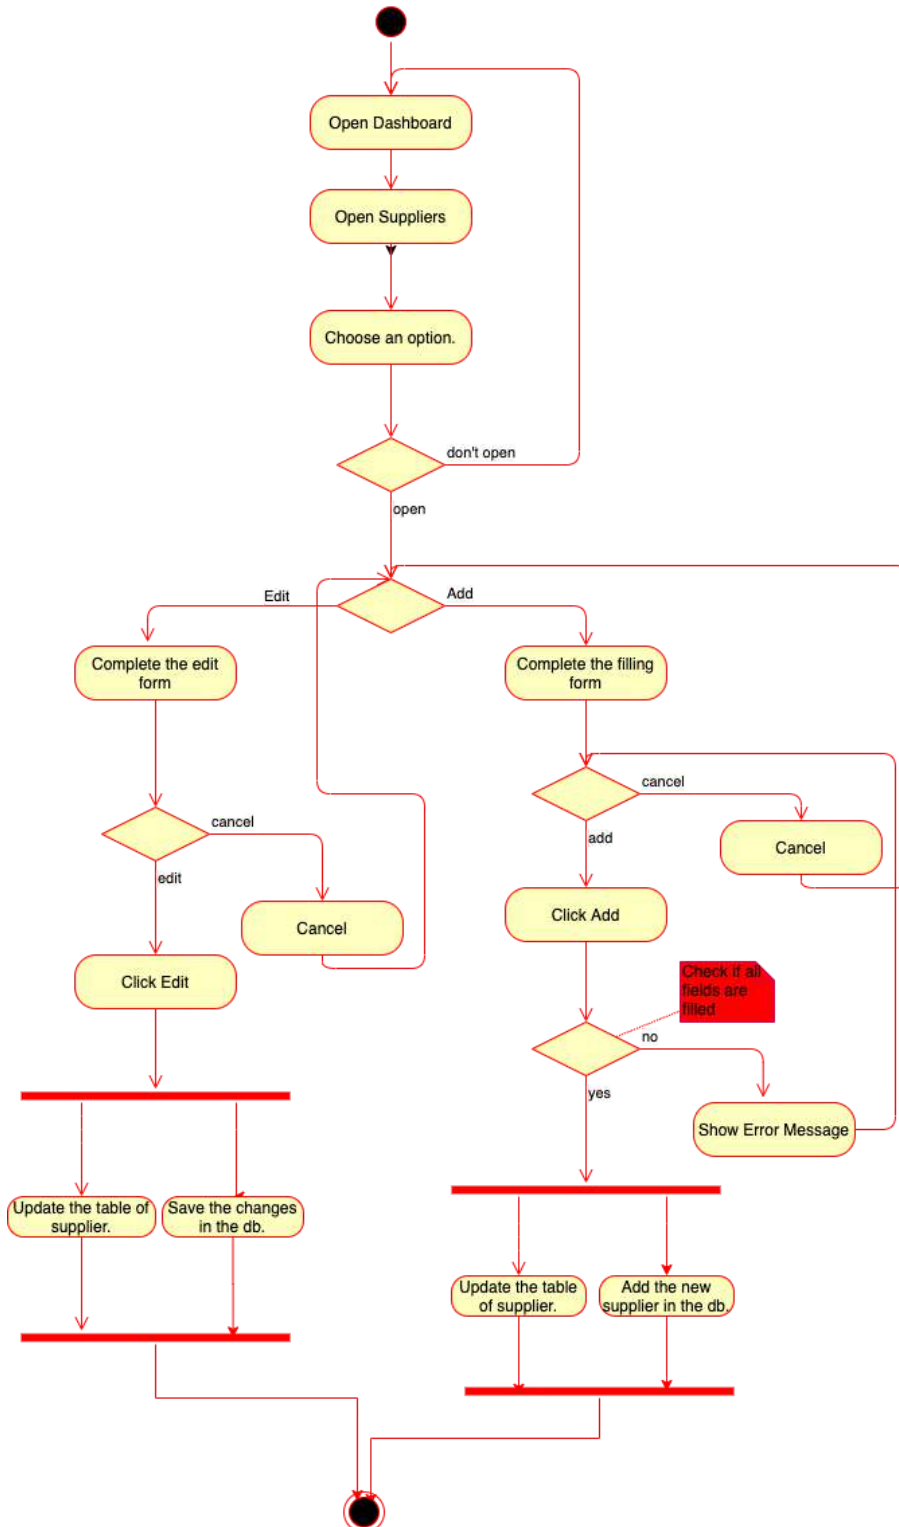 Open Dashboard
Open Suppliers
Choose an option.
don't open
open
Edit
Add
Complete the edit
form
Complete the filling
form
cancel
add
Cancel
cancel
edit
Cancel
Click Add
Click Edit
Check if all
fields are
filled
no
yes
Show Error Message
Update the table of
supplier.
Save the changes
in the db.
Update the table
of supplier.
Add the new
supplier in the db.